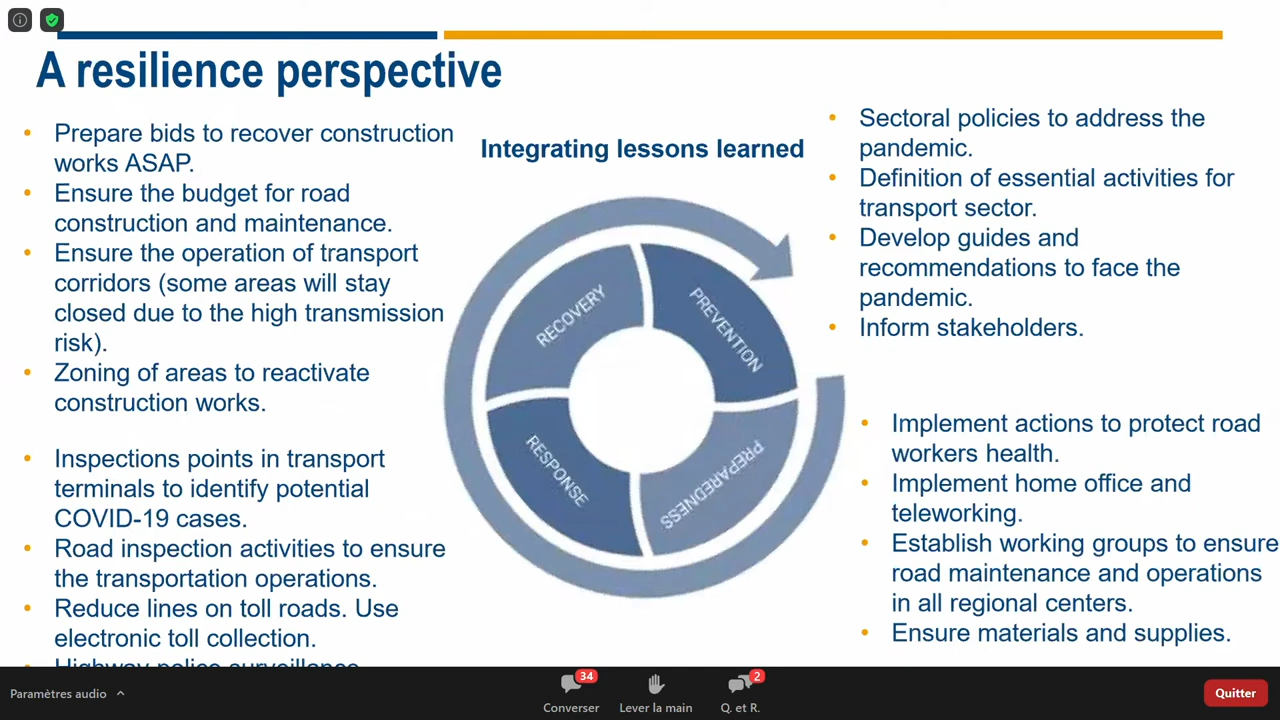 A resilience perspective
• Prepare bids to recover construction
works ASAP.
• Ensure the budget for road
construction and maintenance.
• Ensure the operation of transport
corridors (some areas will stay
closed due to the high transmission
risk).
• Zoning of areas to reactivate
construction works.
• Inspections points in transport
terminals to identify potential
COVID-19 cases.
• Road inspection activities to ensure
the transportation operations.
• Reduce lines on toll roads. Use
electronic toll collection.
• Highway police surveillance
Integrating lessons learned
RECOVERY
PREVENTION
RESPONSE
PREPAREDNESS
• Sectoral policies to address the
pandemic.
• Definition of essential activities for
transport sector.
• Develop guides and
recommendations to face the
pandemic.
• Inform stakeholders.
• Implement actions to protect road
workers health.
• Implement home office and
teleworking.
• Establish working groups to ensure
road maintenance and operations
in all regional centers.
• Ensure materials and supplies.
Paramètres audio
34
Converser
Lever la main
2
Q. et R.
Quitter